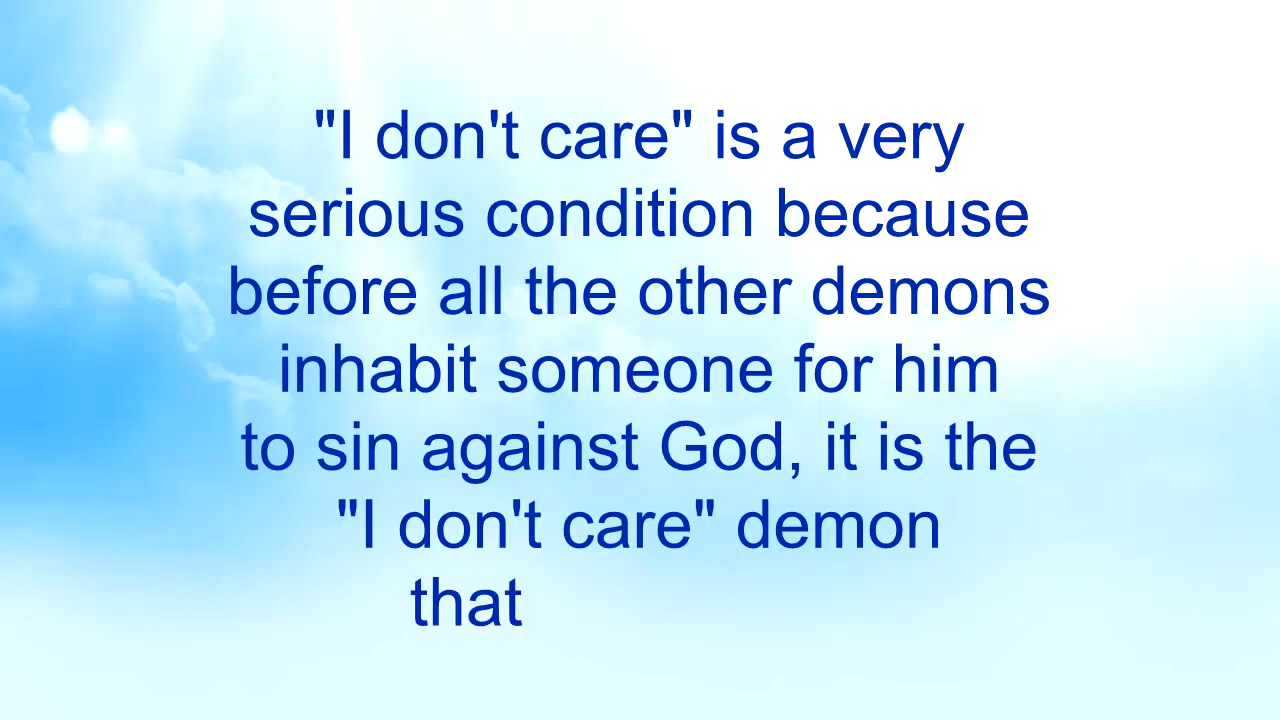 "I don't care" is a very
serious condition because
before all the other demons
inhabit someone for him
to sin against God, it is the
"I don't care" demon
that